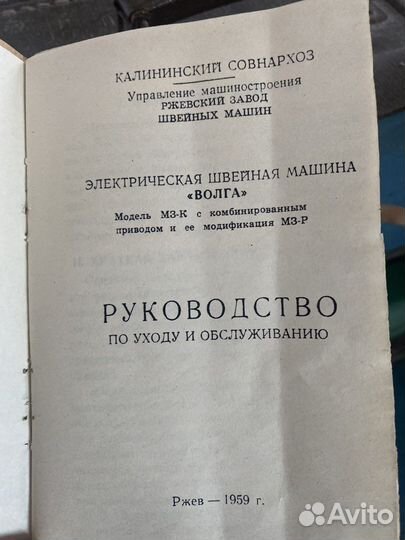 КАЛИНИНСКИЙ СОВНАРХОЗ
Управление машиностроения
РЖЕВСКИЙ ЗАВОД
ШВЕЙНЫХ МАШИН
ЭЛЕКТРИЧЕСКАЯ ШВЕЙНАЯ МАШИНА
«ВОЛГА»
Модель МЗ-К с комбинированным
приводом и ее модификация МЗ-Р
РУКОВОДСТВО
ПО УХОДУ И ОБСЛУЖИВАНИЮ
Ржев — 1959 г.
Avito